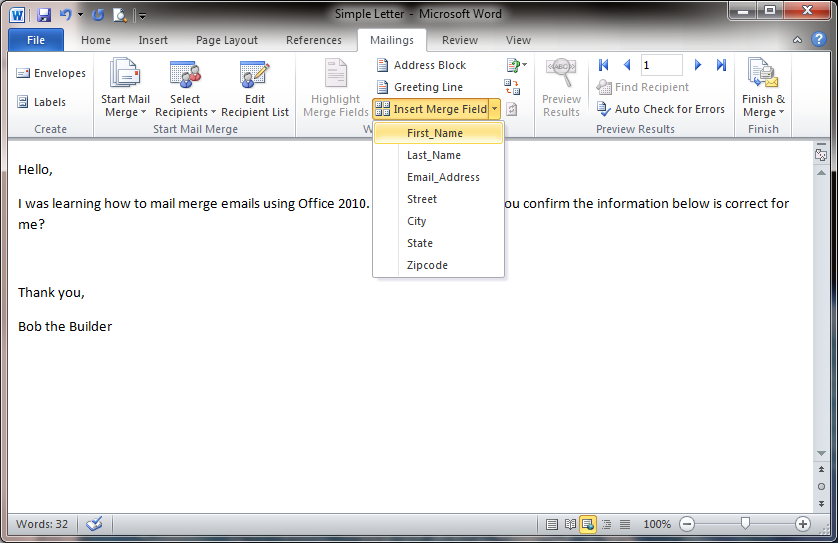 Simple Letter - Microsoft Word
File Home Insert Page Layout References Mailings Review View
Envelopes
Labels
Create
Start Mail Merge
Select Recipients
Edit Recipient List
Start Mail Merge
Highlight Merge Fields
Address Block
Greeting Line
Insert Merge Field
W
First_Name
Last_Name
Email_Address
Street
City
State
Zipcode
ABC
Preview Results
1
Find Recipient
Auto Check for Errors
Preview Results
Finish & Merge
Finish
Hello,
I was learning how to mail merge emails using Office 2010. ou confirm the information below is correct for
me?
Thank you,
Bob the Builder
Words: 32
100%